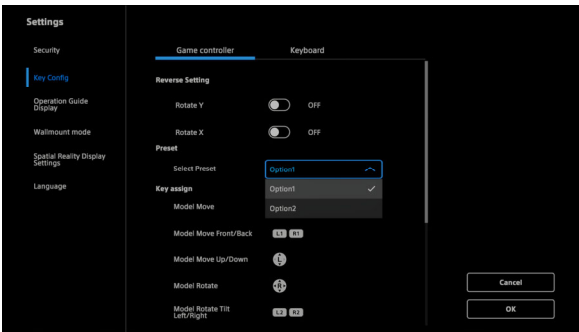 Settings
Security
Key Config
Operation Guide
Display
Wallmount mode
Spatial Reality Display
Settings
Language
Game controller
Keyboard
Reverse Setting
Rotate Y
OFF
Rotate X
OFF
Preset
Select Preset
Option1
Option1
Option2
Key assign
Model Move
Model Move Front/Back
L1 R1
Model Move Up/Down
L
Model Rotate
R
Model Rotate Tilt
Left/Right
L2 R2
Cancel
OK